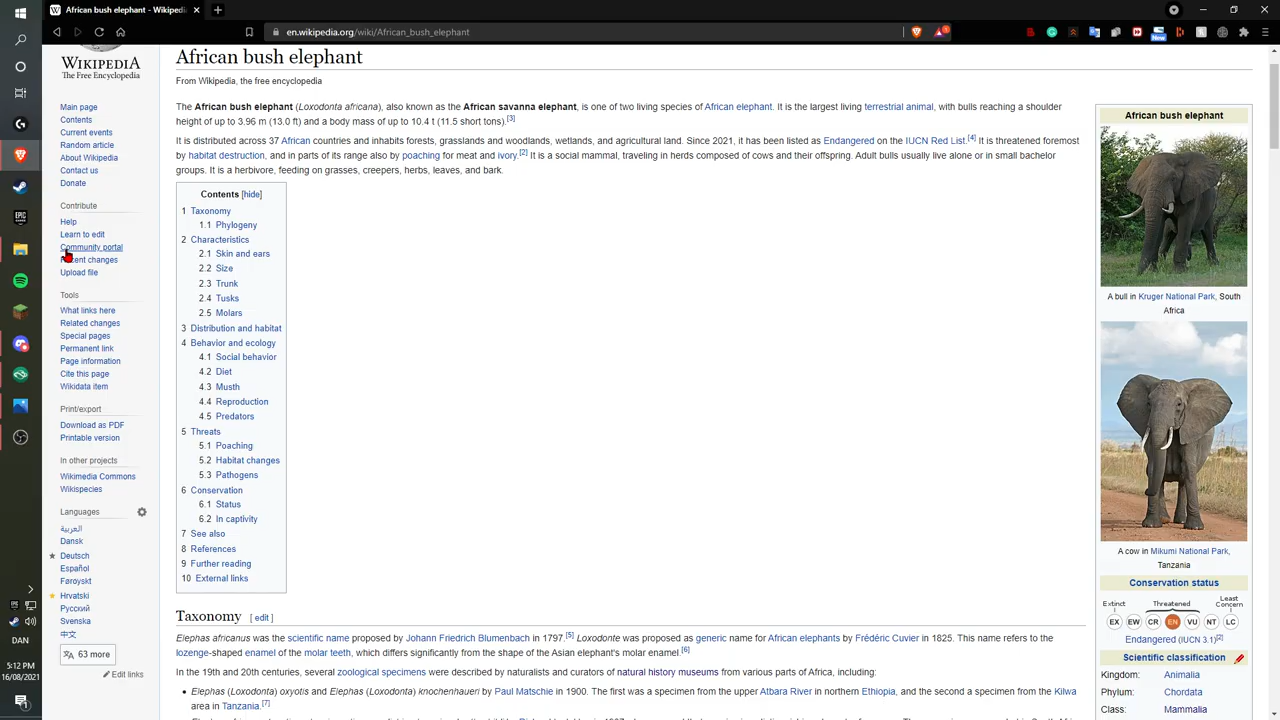 African bush elephant - Wikipedi
en.wikipedia.org/wiki/African_bush_elephant
WIKIPEDIA
The Free Encyclopedia
Main page
Contents
Current events
Random article
About Wikipedia
Contact us
Donate
Contribute
Help
Learn to edit
Community portal
Recent changes
Upload file
Tools
What links here
Related changes
Special pages
Permanent link
Page information
Cite this page
Wikidata item
Print/export
Download as PDF
Printable version
In other projects
Wikimedia Commons
Wikispecies
Languages
العربية
Dansk
Deutsch
Español
Føroyskt
Hrvatski
Русский
Svenska
中文
63 more
Edit links
African bush elephant
From Wikipedia, the free encyclopedia
The African bush elephant (Loxodonta africana), also known as the African savanna elephant, is one of two living species of African elephant. It is the largest living terrestrial animal, with bulls reaching a shoulder
height of up to 3.96 m (13.0 ft) and a body mass of up to 10.4 t (11.5 short tons).[3]
It is distributed across 37 African countries and inhabits forests, grasslands and woodlands, wetlands, and agricultural land. Since 2021, it has been listed as Endangered on the IUCN Red List.[4] It is threatened foremost
by habitat destruction, and in parts of its range also by poaching for meat and ivory.[2] It is a social mammal, traveling in herds composed of cows and their offspring. Adult bulls usually live alone or in small bachelor
groups. It is a herbivore, feeding on grasses, creepers, herbs, leaves, and bark.
Contents [hide]
1 Taxonomy
1.1 Phylogeny
2 Characteristics
2.1 Skin and ears
2.2 Size
2.3 Trunk
2.4 Tusks
2.5 Molars
3 Distribution and habitat
4 Behavior and ecology
4.1 Social behavior
4.2 Diet
4.3 Musth
4.4 Reproduction
4.5 Predators
5 Threats
5.1 Poaching
5.2 Habitat changes
5.3 Pathogens
6 Conservation
6.1 Status
6.2 In captivity
7 See also
8 References
9 Further reading
10 External links
Taxonomy [ edit ]
Elephas africanus was the scientific name proposed by Johann Friedrich Blumenbach in 1797.[5] Loxodonte was proposed as generic name for African elephants by Frédéric Cuvier in 1825. This name refers to the
lozenge-shaped enamel of the molar teeth, which differs significantly from the shape of the Asian elephant's molar enamel.[6]
In the 19th and 20th centuries, several zoological specimens were described by naturalists and curators of natural history museums from various parts of Africa, including:
• Elephas (Loxodonta) oxyotis and Elephas (Loxodonta) knochenhaueri by Paul Matschie in 1900. The first was a specimen from the upper Atbara River in northern Ethiopia, and the second a specimen from the Kilwa
area in Tanzania.[7]
African bush elephant
A bull in Kruger National Park, South
Africa
A cow in Mikumi National Park,
Tanzania
Conservation status
Extinct
Threatened
Least
Concern
EX EW CR EN VU NT LC
Endangered (IUCN 3.1)[2]
Scientific classification
Kingdom: Animalia
Phylum: Chordata
Class: Mammalia
New
EPIC
DAN
5:12 PM
16/08/2021